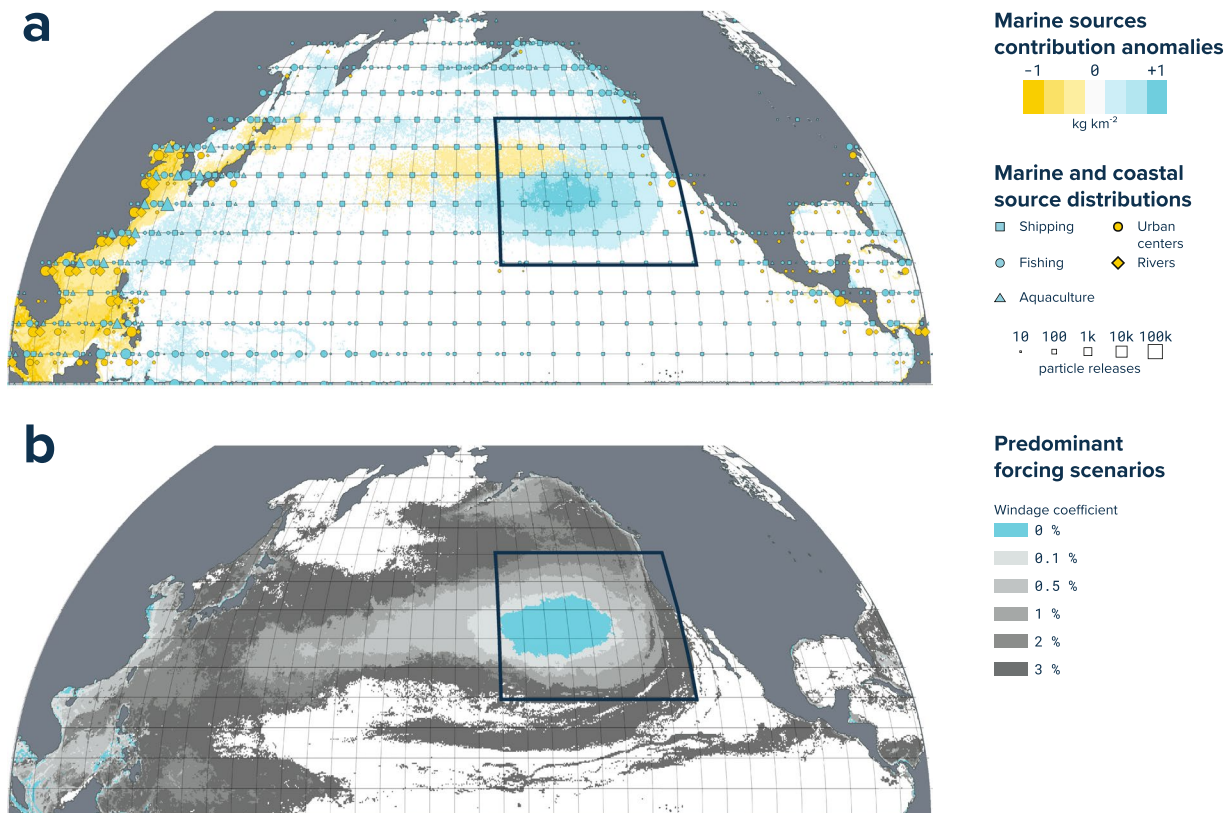 a
Marine sources
contribution anomalies
-1 0 +1
kg km⁻²
Marine and coastal
source distributions
Shipping
Urban
centers
Fishing
Rivers
Aquaculture
10 100 1k 10k 100k
particle releases
b
Predominant
forcing scenarios
Windage coefficient
0 %
0.1 %
0.5 %
1 %
2 %
3 %